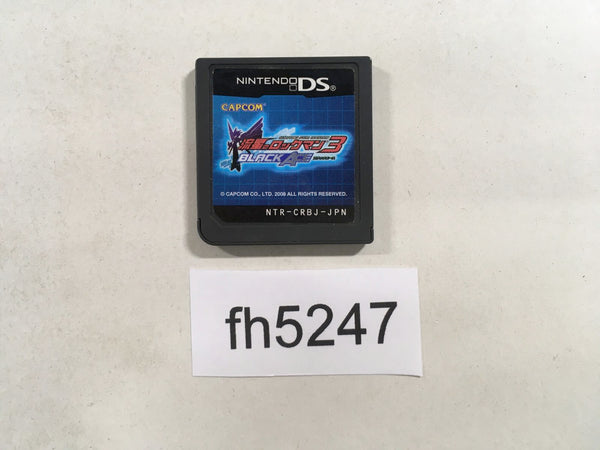 NINTENDO DS®
CAPCOM®
流星のロックマン3
BLACK ACE
© CAPCOM CO., LTD. 2008 ALL RIGHTS RESERVED.
NTR-CRBJ-JPN
fh5247